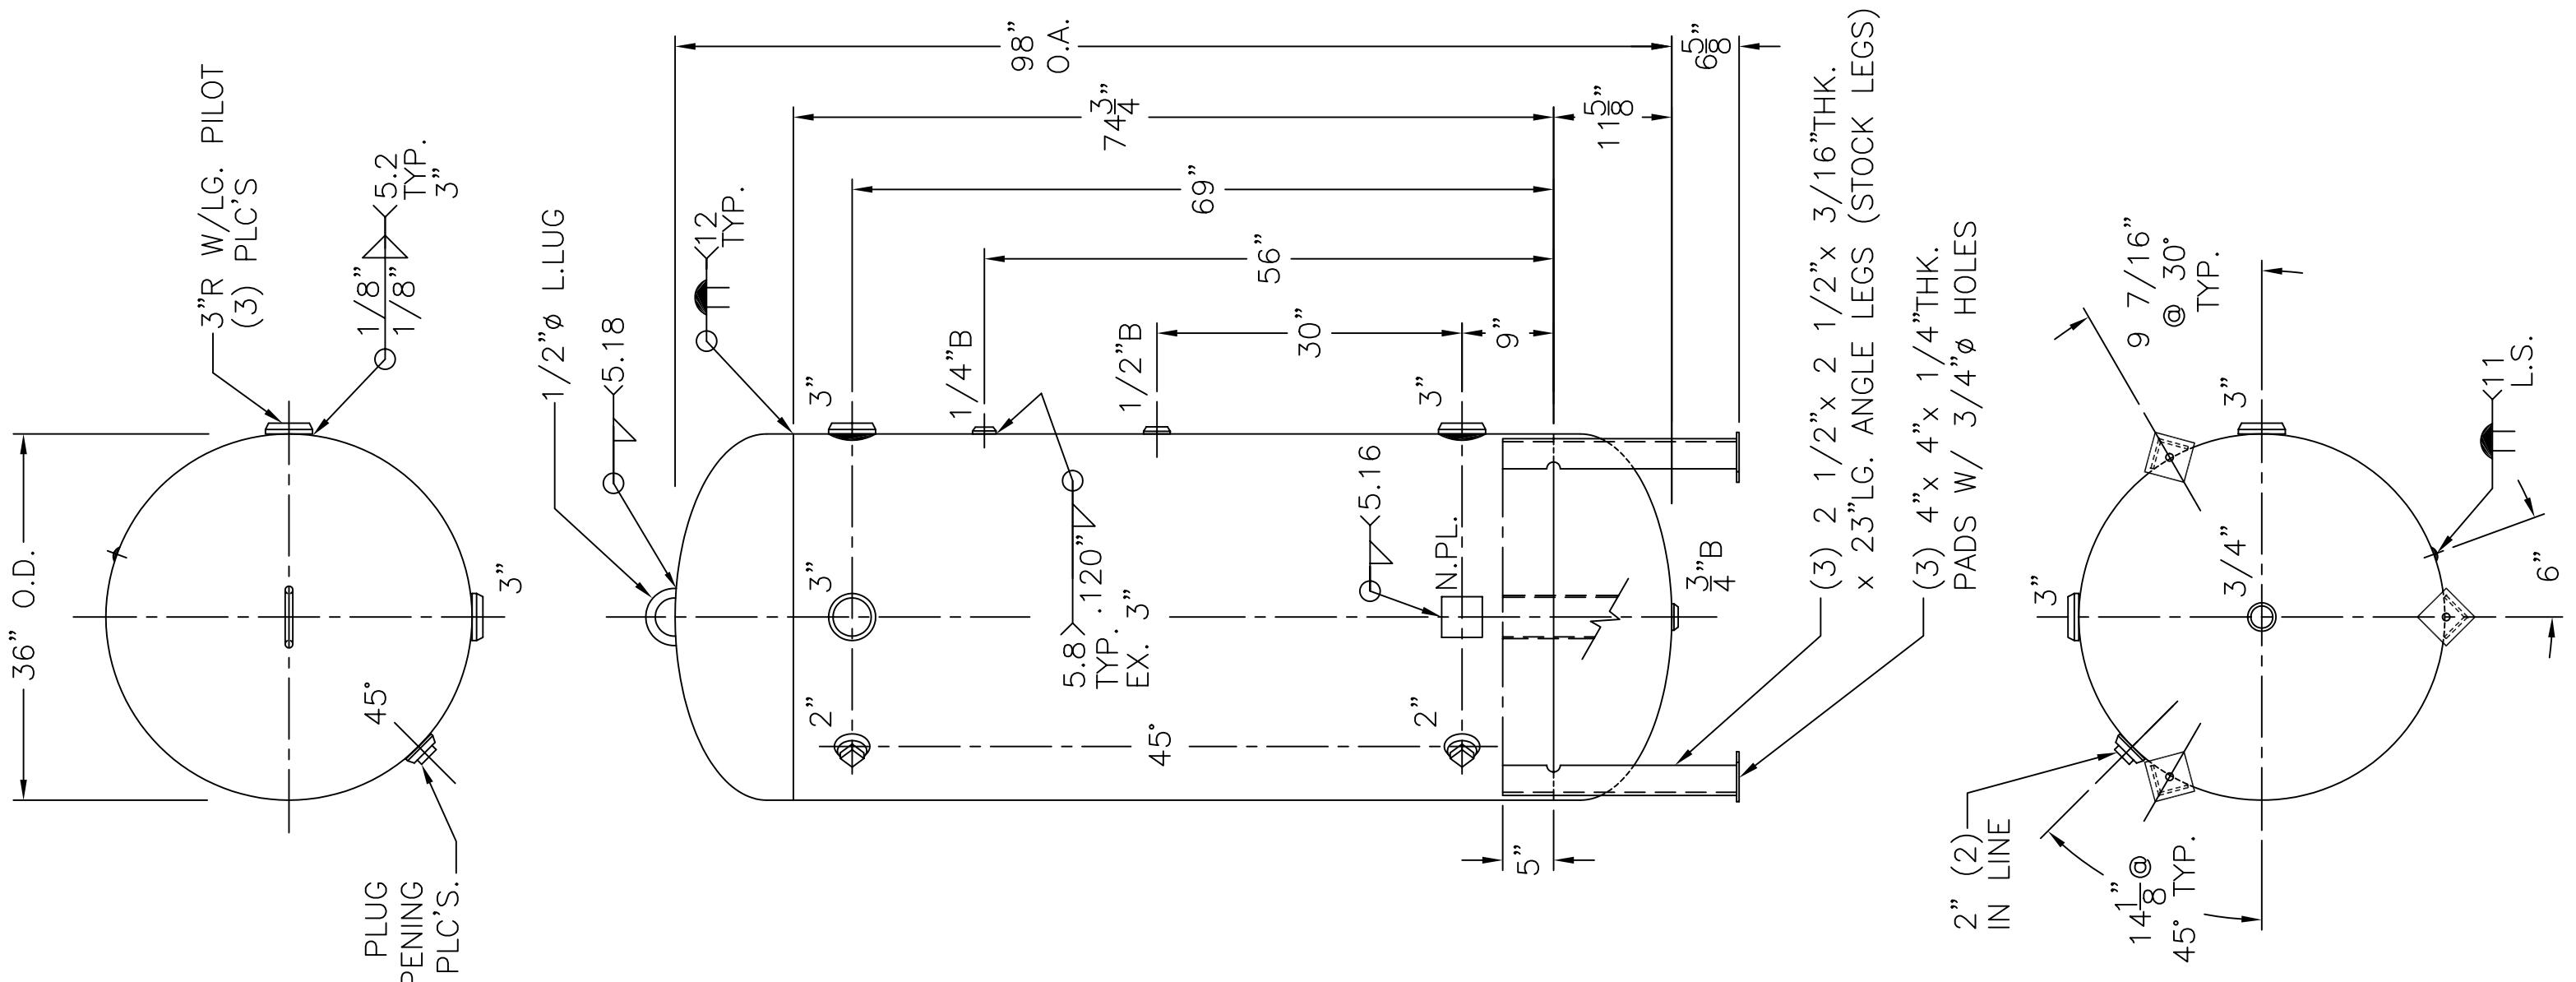 36" O.D.
3"R W/LG. PILOT
(3) PLC'S
1/8"
1/8"
5.2
TYP.
3"
3"
45°
PLUG
PENING
PLC'S.
1/2"ø L.LUG
5.18
12
TYP.
98"
O.A.
74 3/4"
69"
56"
30"
9"
11 5/8"
6 5/8"
3"
1/4"B
1/2"B
3"
3"
2"
2"
45°
5.8
.120"
TYP.
EX. 3"
5.16
N.PL.
3/4"B
5"
(3) 2 1/2"x 2 1/2"x 3/16"THK.
x 23"LG. ANGLE LEGS (STOCK LEGS)
(3) 4"x 4"x 1/4"THK.
PADS W/ 3/4"ø HOLES
9 7/16"
@ 30°
TYP.
3"
3"
3/4"
11
L.S.
6"
2" (2)
IN LINE
14 1/8"@
45° TYP.